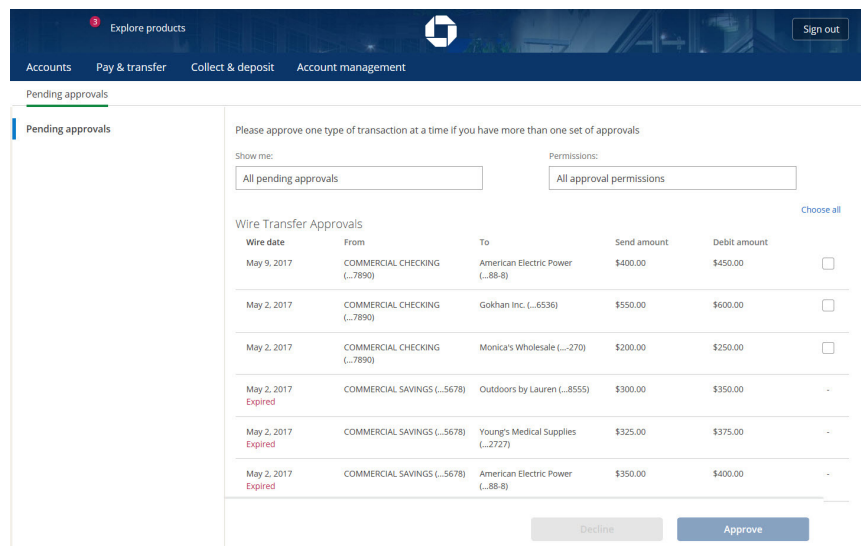 3
Explore products
Sign out
Accounts Pay & transfer Collect & deposit Account management
Pending approvals
Pending approvals
Please approve one type of transaction at a time if you have more than one set of approvals
Show me: Permissions:
All pending approvals All approval permissions
Choose all
Wire Transfer Approvals
Wire date From To Send amount Debit amount
May 9, 2017 COMMERCIAL CHECKING American Electric Power $400.00 $450.00
(...7890) (...88-8)
May 2, 2017 COMMERCIAL CHECKING Gokhan Inc. (...6536) $550.00 $600.00
(...7890)
May 2, 2017 COMMERCIAL CHECKING Monica's Wholesale (...-270) $200.00 $250.00
(...7890)
May 2, 2017 COMMERCIAL SAVINGS (...5678) Outdoors by Lauren (...8555) $300.00 $350.00 -
Expired
May 2, 2017 COMMERCIAL SAVINGS (...5678) Young's Medical Supplies $325.00 $375.00 -
Expired (...2727)
May 2, 2017 COMMERCIAL SAVINGS (...5678) American Electric Power $350.00 $400.00 -
Expired (...88-8)
Decline Approve